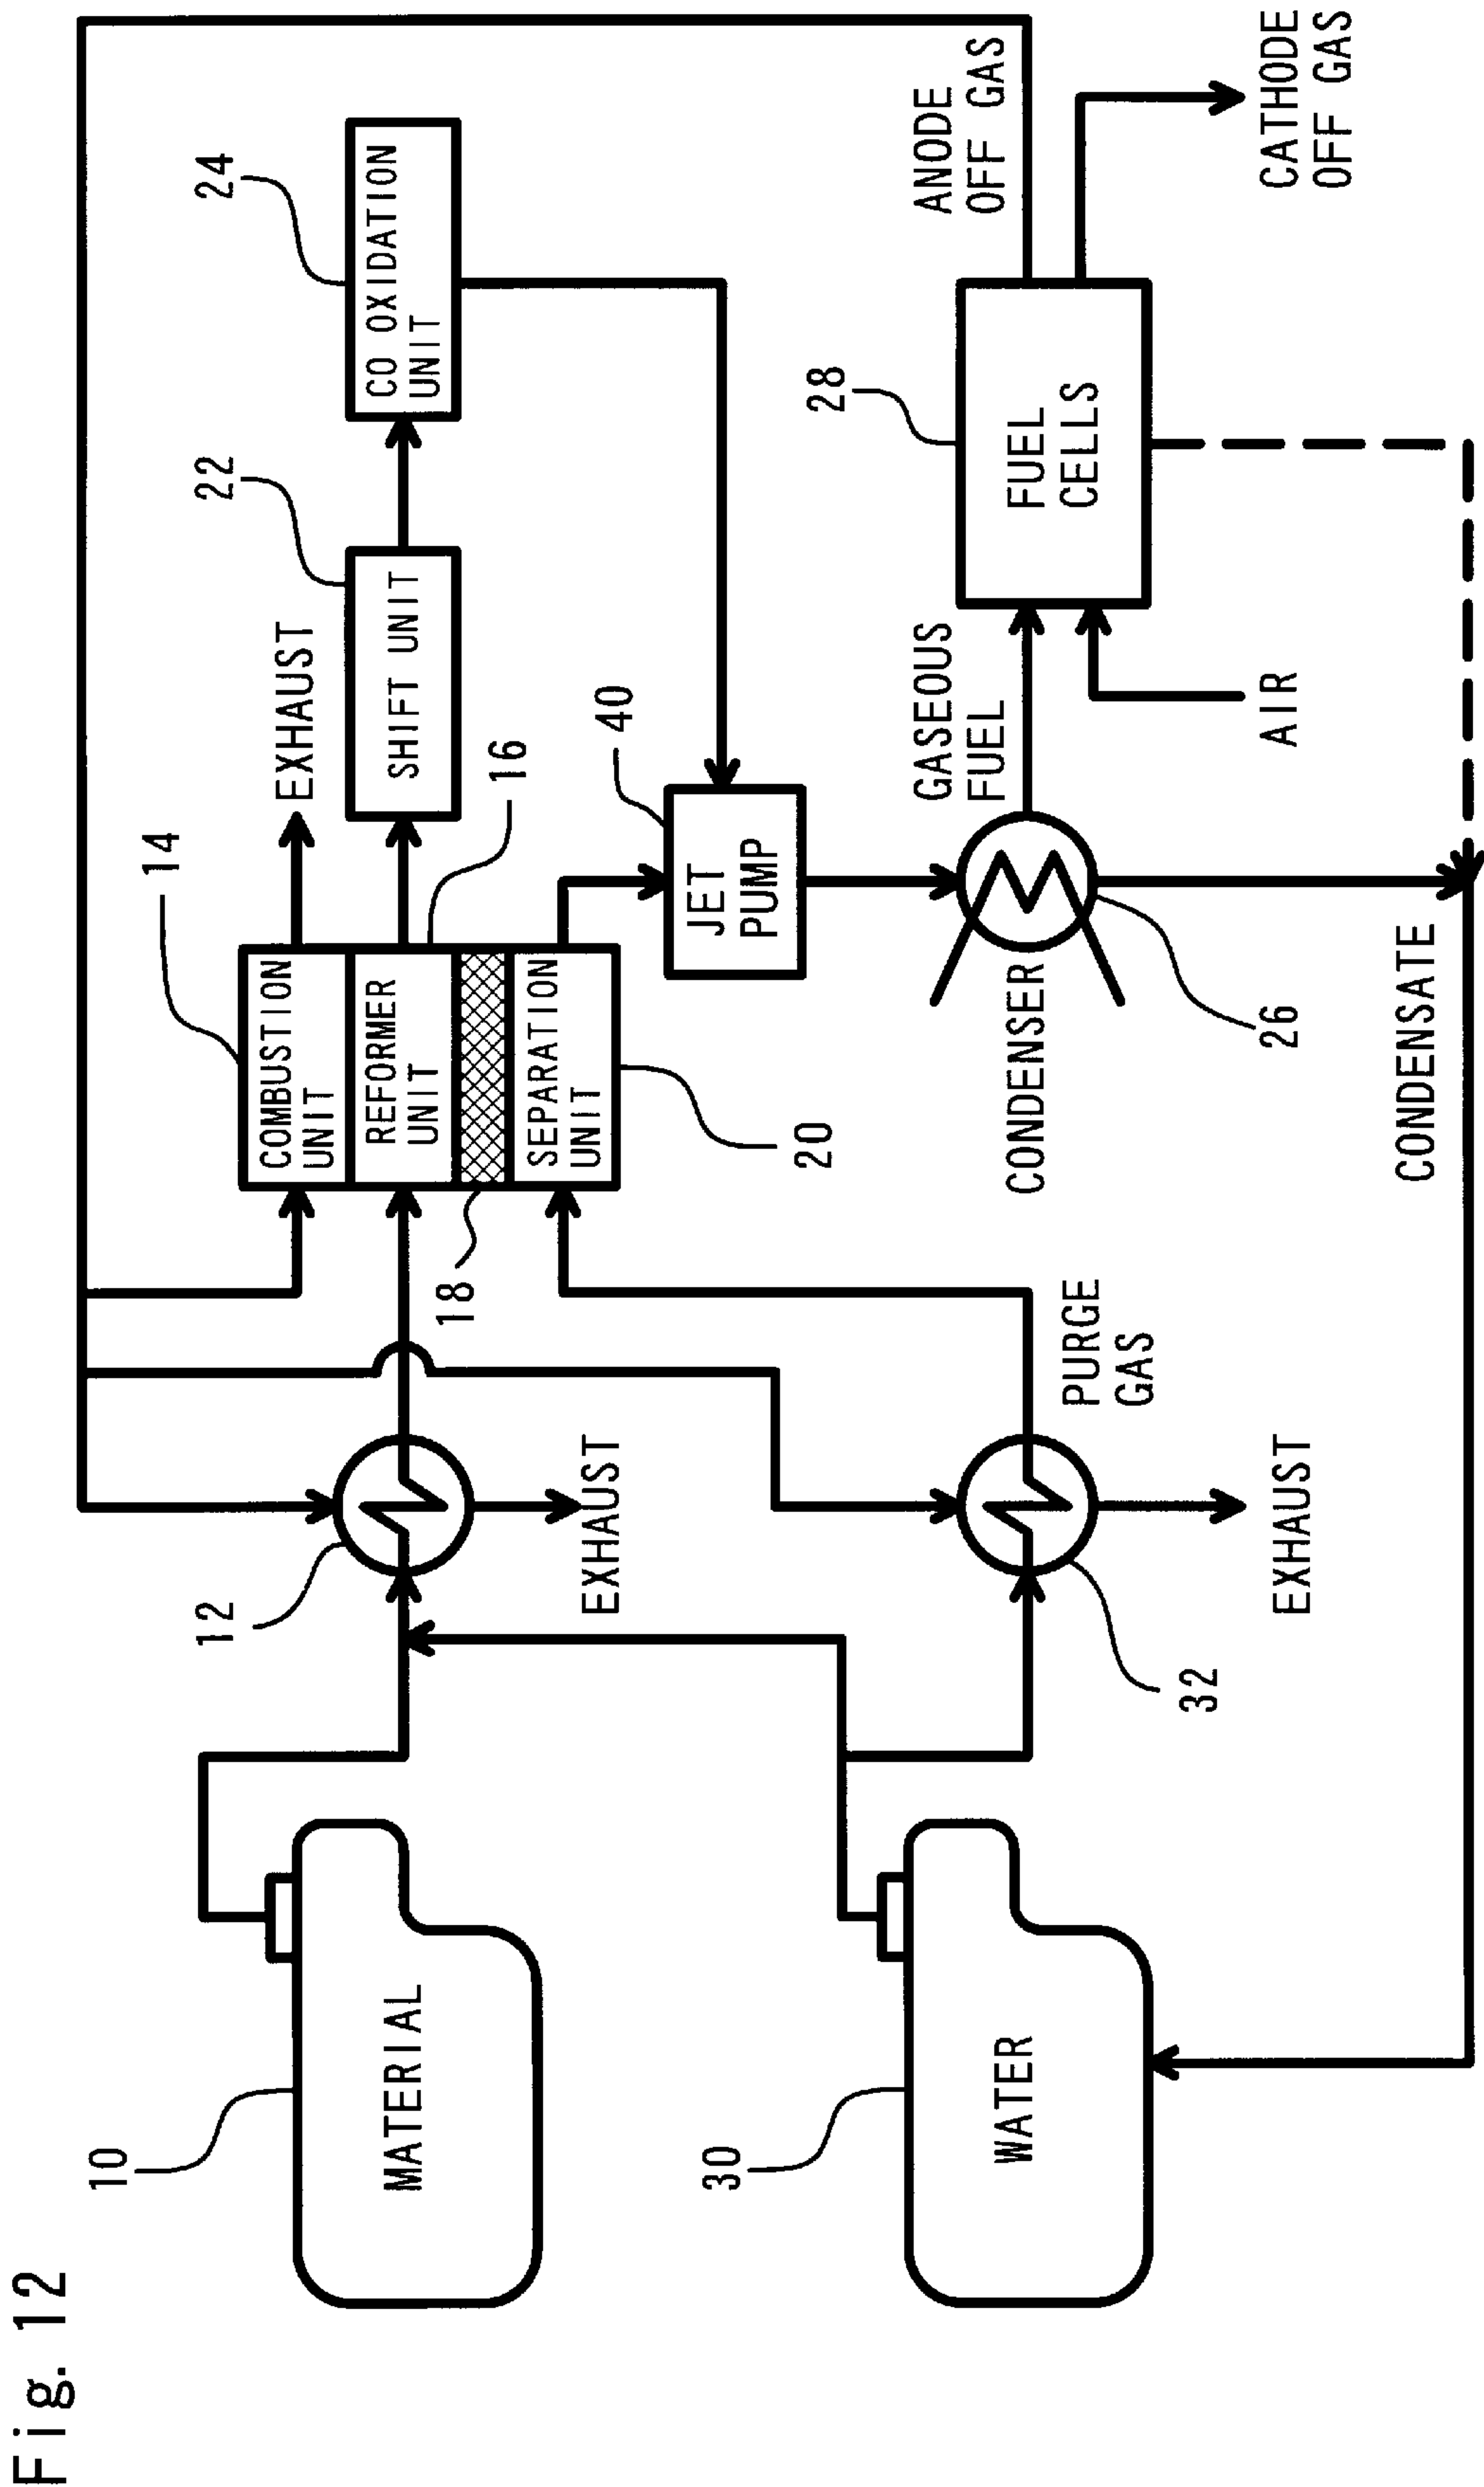 Fig. 12
10
MATERIAL
30
WATER
12
EXHAUST
32
EXHAUST
PURGE
GAS
18
14
COMBUSTION
UNIT
REFORMER
UNIT
SEPARATION
UNIT
20
16
EXHAUST
22
SHIFT UNIT
24
CO OXIDATION
UNIT
40
JET
PUMP
CONDENSER
26
CONDENSATE
GASEOUS
FUEL
AIR
28
FUEL
CELLS
ANODE
OFF GAS
CATHODE
OFF GAS